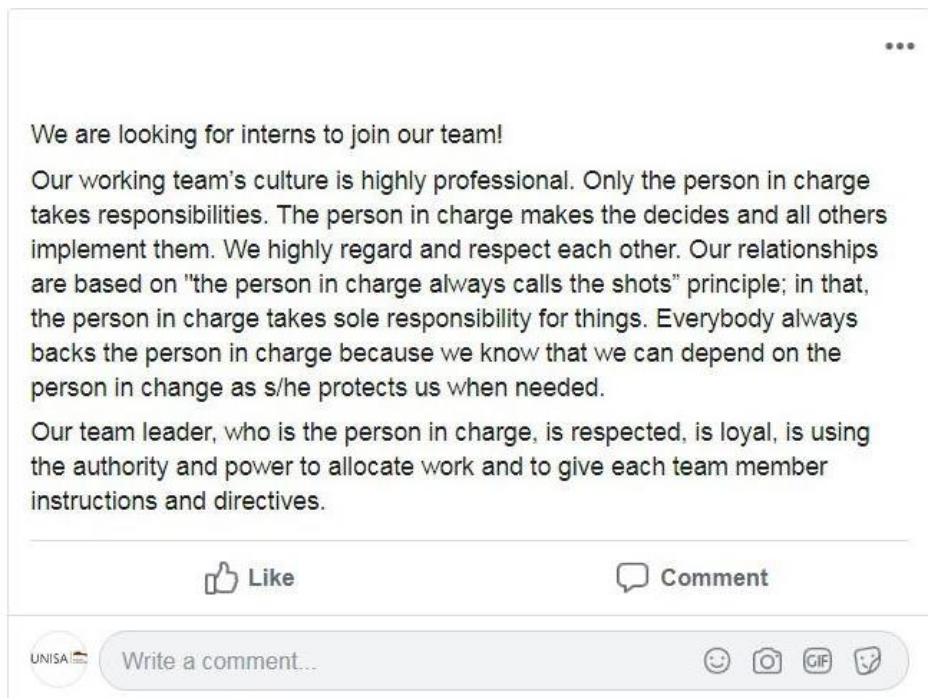 We are looking for interns to join our team!
Our working team's culture is highly professional. Only the person in charge
takes responsibilities. The person in charge makes the decides and all others
implement them. We highly regard and respect each other. Our relationships
are based on "the person in charge always calls the shots” principle; in that,
the person in charge takes sole responsibility for things. Everybody always
backs the person in charge because we know that we can depend on the
person in change as s/he protects us when needed.
Our team leader, who is the person in charge, is respected, is loyal, is using
the authority and power to allocate work and to give each team member
instructions and directives.
Like Comment
UNISA Write a comment... GIF